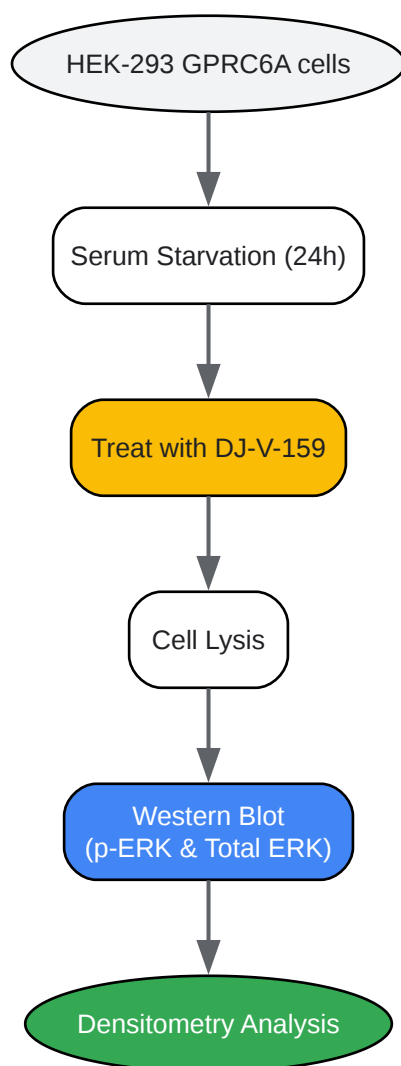 HEK-293 GPRC6A cells
Serum Starvation (24h)
Treat with DJ-V-159
Cell Lysis
Western Blot
(p-ERK & Total ERK)
Densitometry Analysis